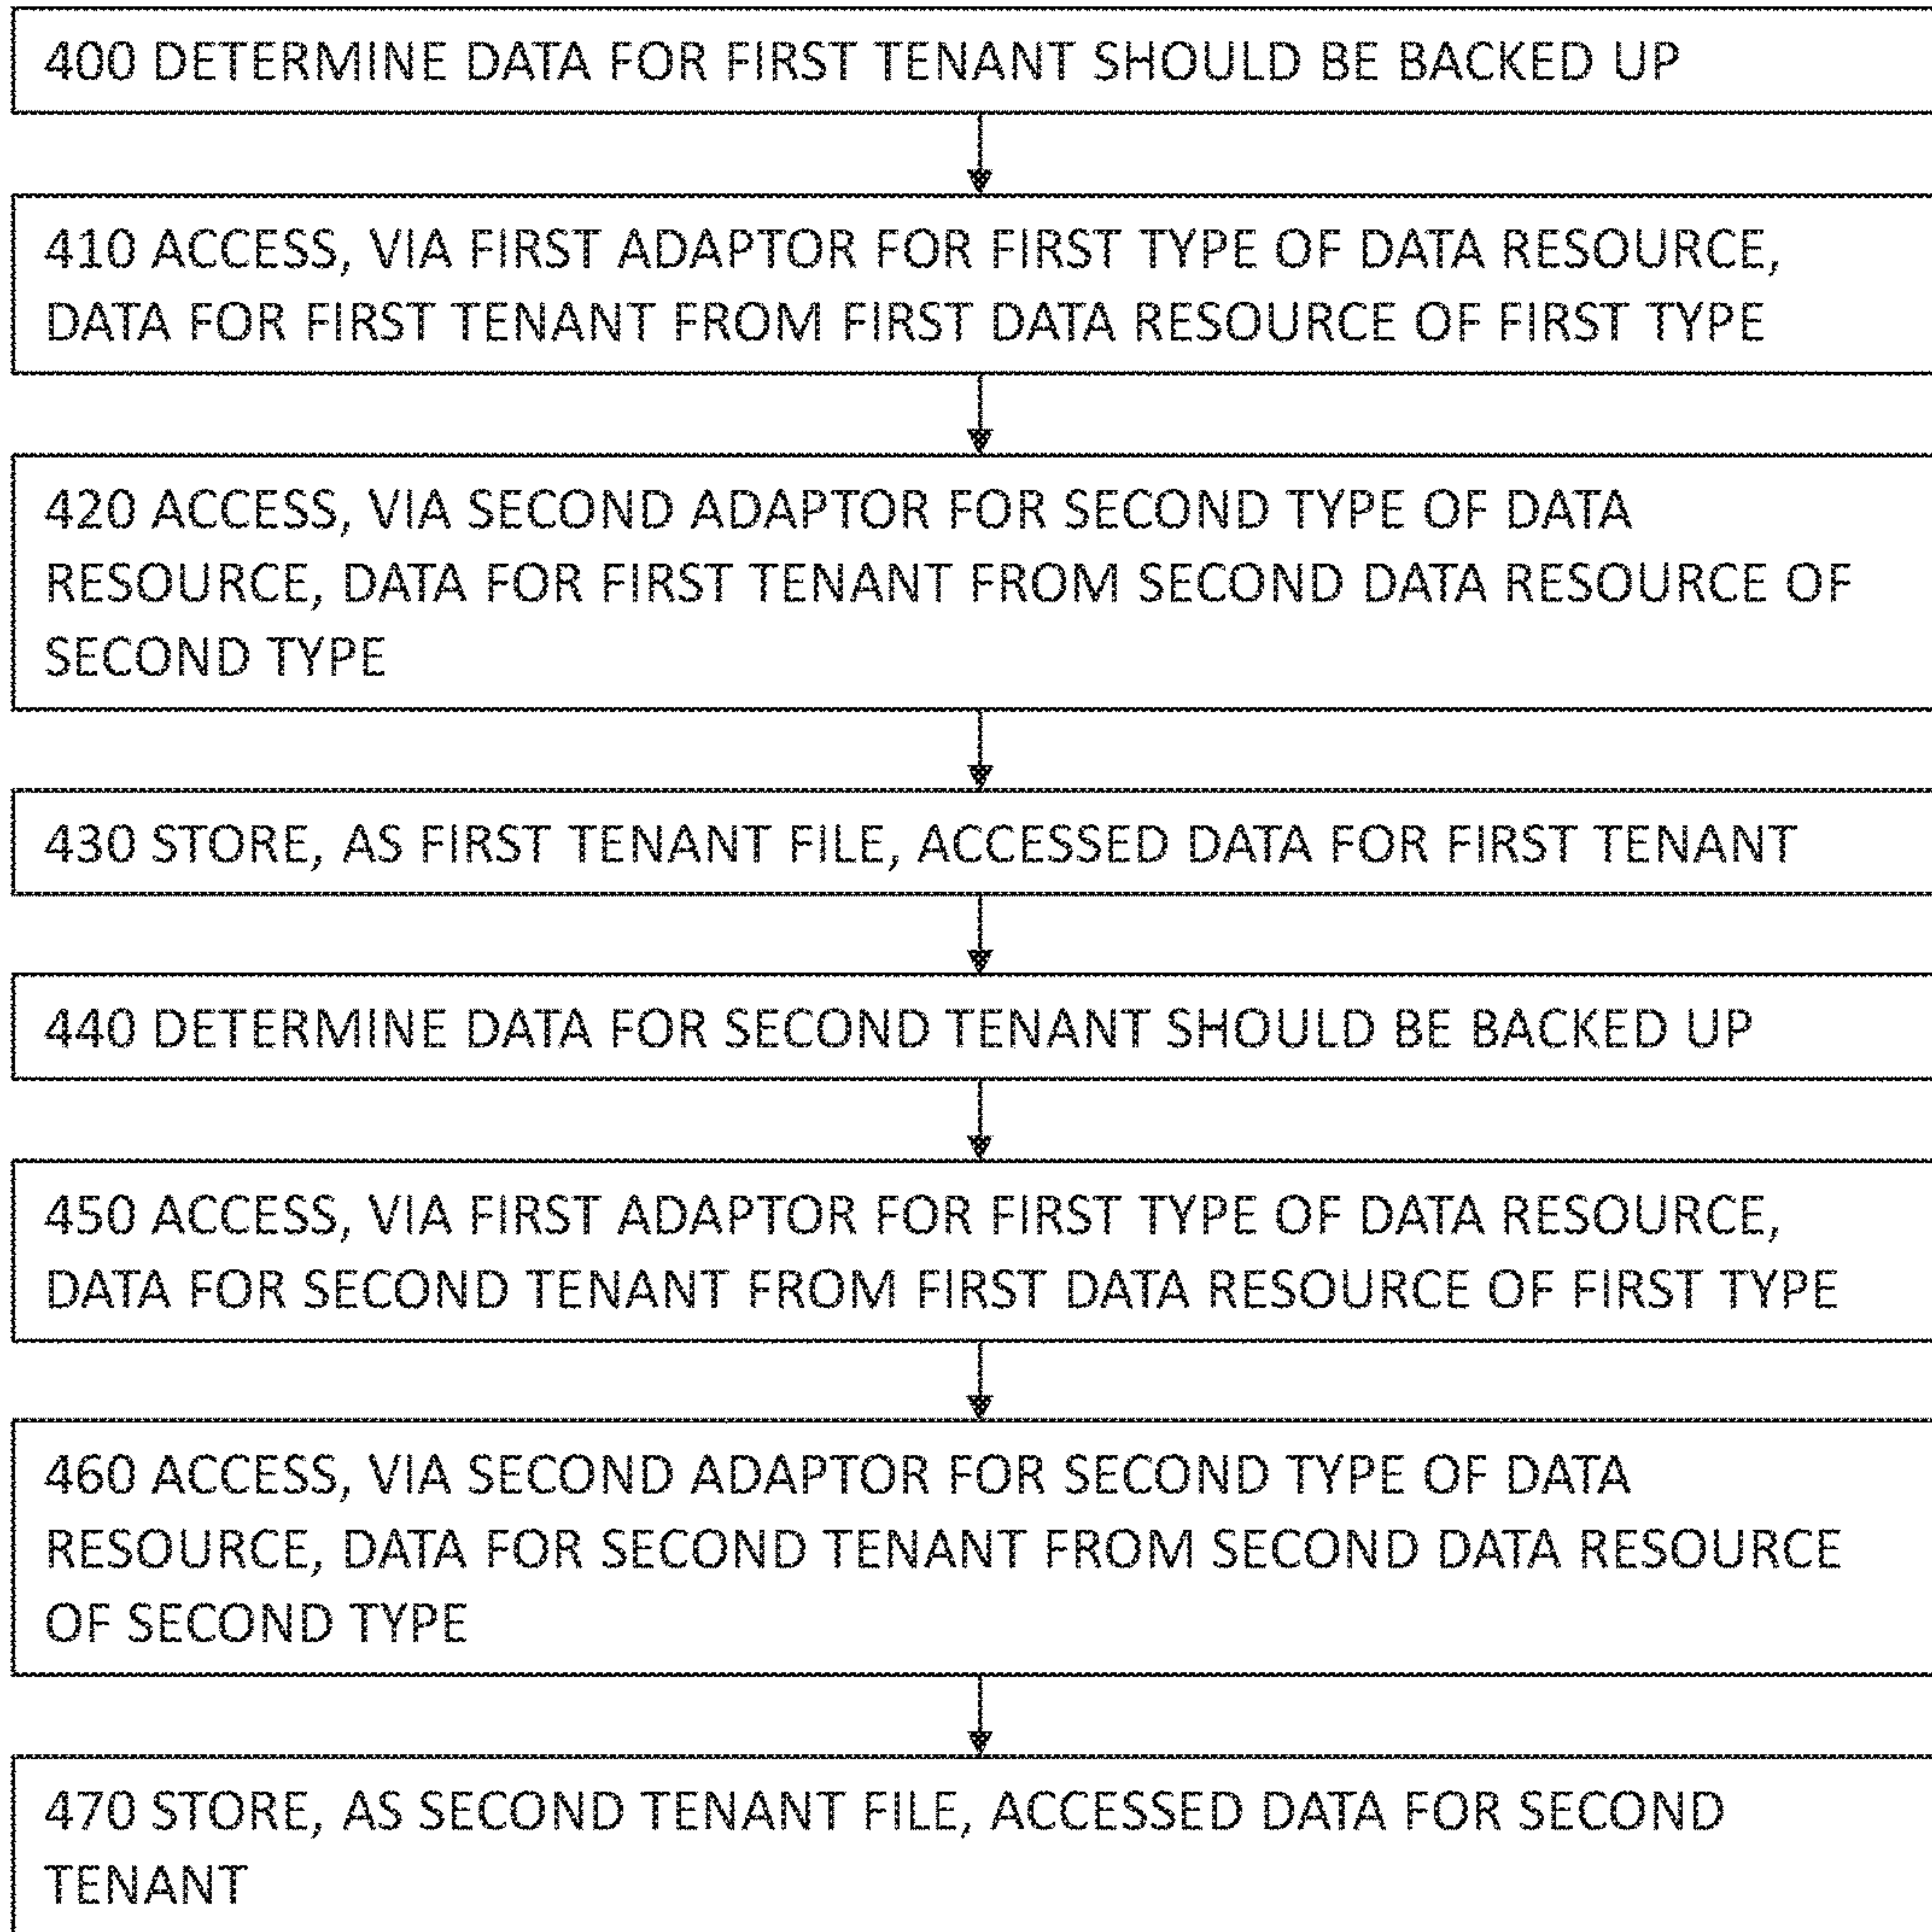 400 DETERMINE DATA FOR FIRST TENANT SHOULD BE BACKED UP
410 ACCESS, VIA FIRST ADAPTOR FOR FIRST TYPE OF DATA RESOURCE,
DATA FOR FIRST TENANT FROM FIRST DATA RESOURCE OF FIRST TYPE
420 ACCESS, VIA SECOND ADAPTOR FOR SECOND TYPE OF DATA
RESOURCE, DATA FOR FIRST TENANT FROM SECOND DATA RESOURCE OF
SECOND TYPE
430 STORE, AS FIRST TENANT FILE, ACCESSED DATA FOR FIRST TENANT
440 DETERMINE DATA FOR SECOND TENANT SHOULD BE BACKED UP
450 ACCESS, VIA FIRST ADAPTOR FOR FIRST TYPE OF DATA RESOURCE,
DATA FOR SECOND TENANT FROM FIRST DATA RESOURCE OF FIRST TYPE
460 ACCESS, VIA SECOND ADAPTOR FOR SECOND TYPE OF DATA
RESOURCE, DATA FOR SECOND TENANT FROM SECOND DATA RESOURCE
OF SECOND TYPE
470 STORE, AS SECOND TENANT FILE, ACCESSED DATA FOR SECOND
TENANT